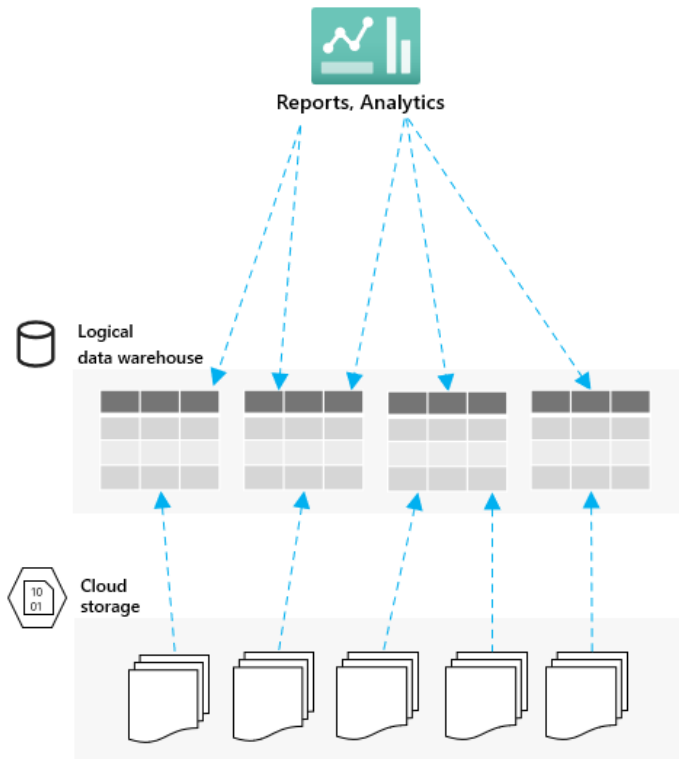 Reports, Analytics
Logical
data warehouse
10
01
Cloud
storage